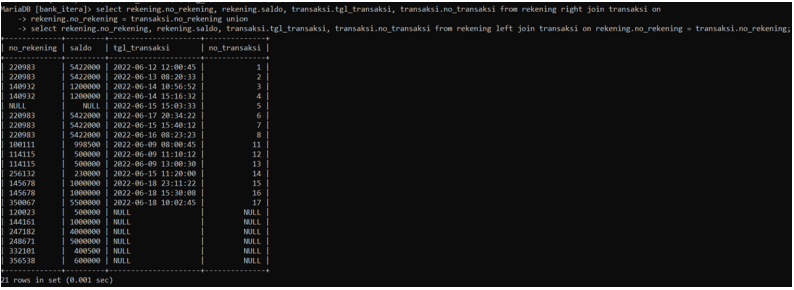 MariaDB [bank_itera]> select rekening.no_rekening, rekening.saldo, transaksi.tgl_transaksi, transaksi.no_transaksi from rekening right join transaksi on
-> rekening.no_rekening = transaksi.no_rekening union
-> select rekening.no_rekening, rekening.saldo, transaksi.tgl_transaksi, transaksi.no_transaksi from rekening left join transaksi on rekening.no_rekening = transaksi.no_rekening;
+-------------+---------+---------------------+--------------+
| no_rekening | saldo | tgl_transaksi | no_transaksi |
+-------------+---------+---------------------+--------------+
| 220983 | 5422000 | 2022-06-12 12:00:45 | 1 |
| 220983 | 5422000 | 2022-06-13 08:20:33 | 2 |
| 140932 | 1200000 | 2022-06-14 10:56:52 | 3 |
| 140932 | 1200000 | 2022-06-14 15:16:32 | 4 |
| NULL | NULL | 2022-06-15 15:03:33 | 5 |
| 220983 | 5422000 | 2022-06-17 20:34:22 | 6 |
| 220983 | 5422000 | 2022-06-15 15:40:12 | 7 |
| 220983 | 5422000 | 2022-06-16 08:23:23 | 8 |
| 100111 | 998500 | 2022-06-09 08:00:45 | 11 |
| 114115 | 500000 | 2022-06-09 11:10:12 | 12 |
| 114115 | 500000 | 2022-06-09 13:00:30 | 13 |
| 256132 | 230000 | 2022-06-15 11:20:00 | 14 |
| 145678 | 1000000 | 2022-06-18 23:11:22 | 15 |
| 145678 | 1000000 | 2022-06-18 15:30:08 | 16 |
| 350067 | 5500000 | 2022-06-18 10:02:45 | 17 |
| 120023 | 500000 | NULL | NULL |
| 144161 | 1000000 | NULL | NULL |
| 247182 | 4000000 | NULL | NULL |
| 248671 | 5000000 | NULL | NULL |
| 332101 | 400500 | NULL | NULL |
| 356538 | 600000 | NULL | NULL |
+-------------+---------+---------------------+--------------+
21 rows in set (0.001 sec)